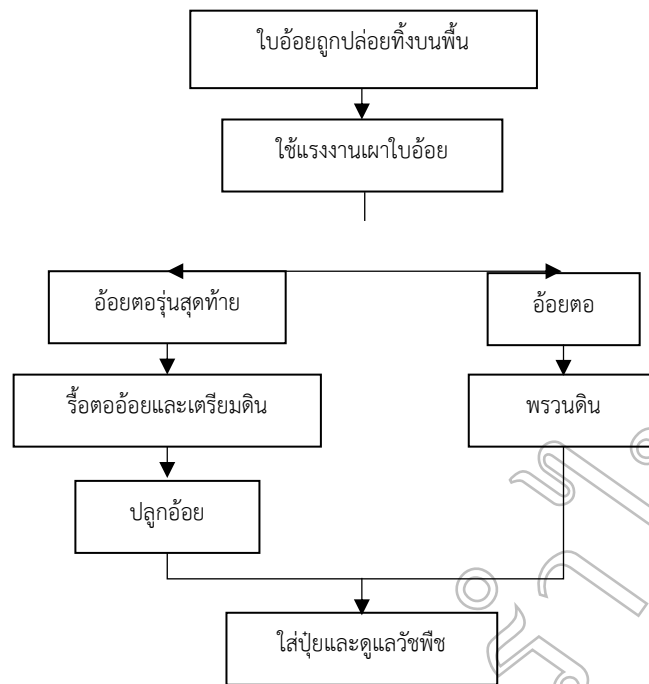 ใบอ้อยถูกปล่อยทิ้งบนพื้น
ใช้แรงงานเผาใบอ้อย
อ้อยตอรุ่นสุดท้าย
อ้อยตอ
รื้อตออ้อยและเตรียมดิน
พรวนดิน
ปลูกอ้อย
ใส่ปุ๋ยและดูแลวัชพืช